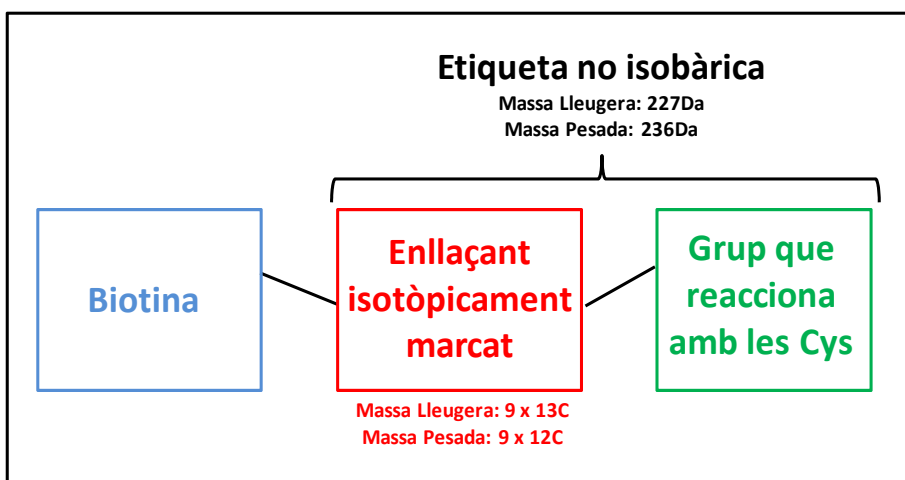 Etiqueta no isobàrica
Massa Lleugera: 227Da
Massa Pesada: 236Da
Biotina
Enllaçant
isotòpicament
marcat
Grup que
reacciona
amb les Cys
Massa Lleugera: 9 x 13C
Massa Pesada: 9 x 12C